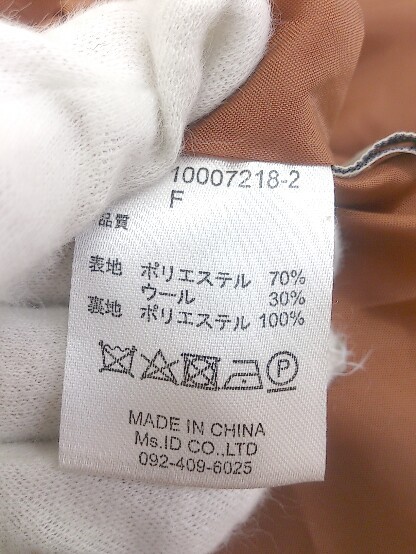 10007218-2
F
品質
表地 ポリエステル 70%
ウール 30%
裏地 ポリエステル 100%
P
MADE IN CHINA
Ms.ID CO.,LTD
092-409-6025